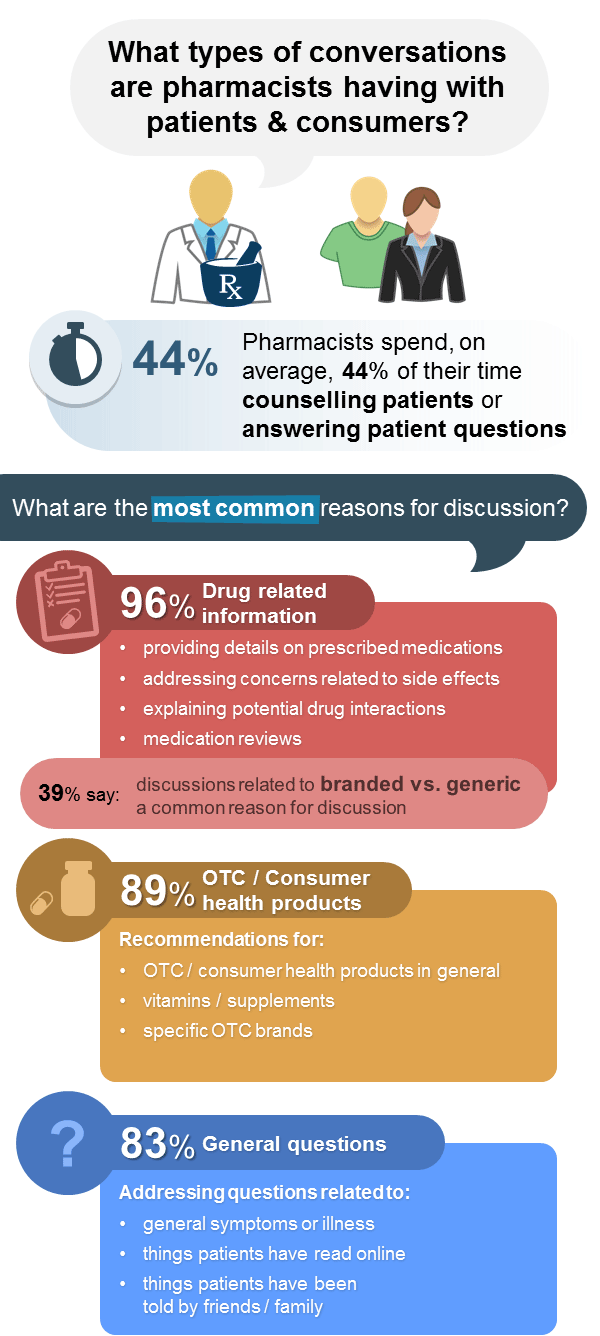 What types of conversations
are pharmacists having with
patients & consumers?
Rx
44%
Pharmacists spend, on
average, 44% of their time
counselling patients or
answering patient questions
What are the most common reasons for discussion?
96% Drug related
information
• providing details on prescribed medications
• addressing concerns related to side effects
• explaining potential drug interactions
• medication reviews
39% say: discussions related to branded vs. generic
a common reason for discussion
89% OTC / Consumer
health products
Recommendations for:
• OTC / consumer health products in general
• vitamins / supplements
• specific OTC brands
?
83% General questions
Addressing questions related to:
• general symptoms or illness
• things patients have read online
• things patients have been
told by friends / family